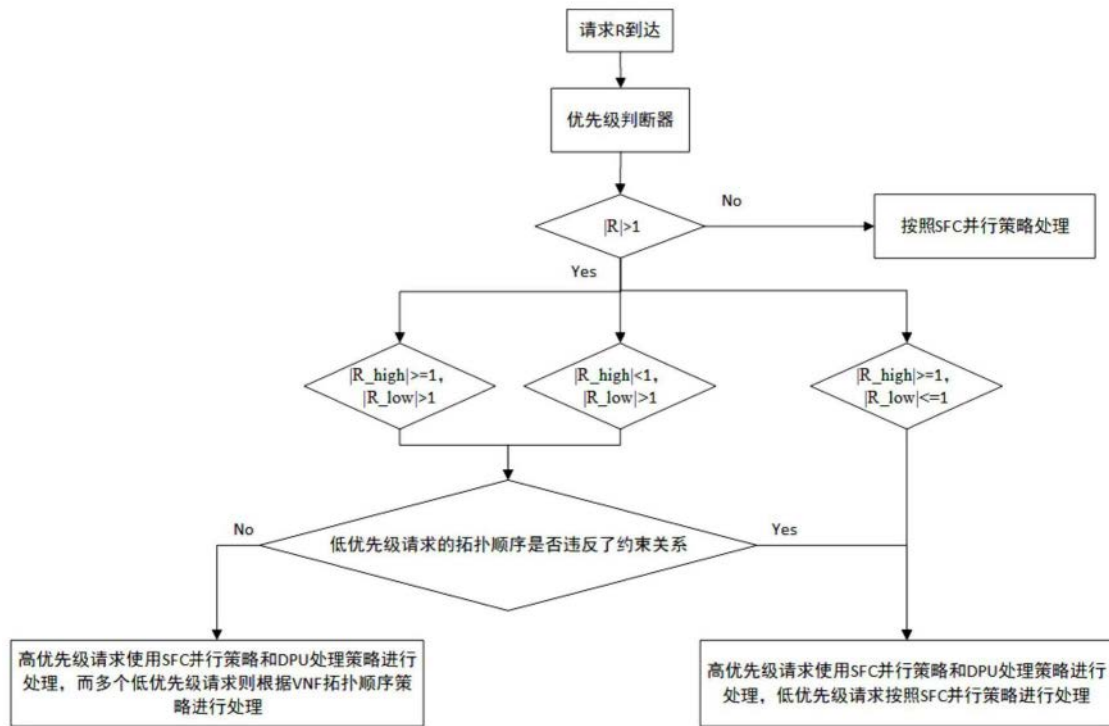 请求R到达
优先级判断器
|R|>1
No
按照SFC并行策略处理
Yes
|R_high|>=1,
|R_low|>1
|R_high|<1,
|R_low|>1
|R_high|>=1,
|R_low|<=1
No
低优先级请求的拓扑顺序是否违反了约束关系
Yes
高优先级请求使用SFC并行策略和DPU处理策略进行
处理，而多个低优先级请求则根据VNF拓扑顺序策
略进行处理
高优先级请求使用SFC并行策略和DPU处理策略进行
处理，低优先级请求按照SFC并行策略进行处理